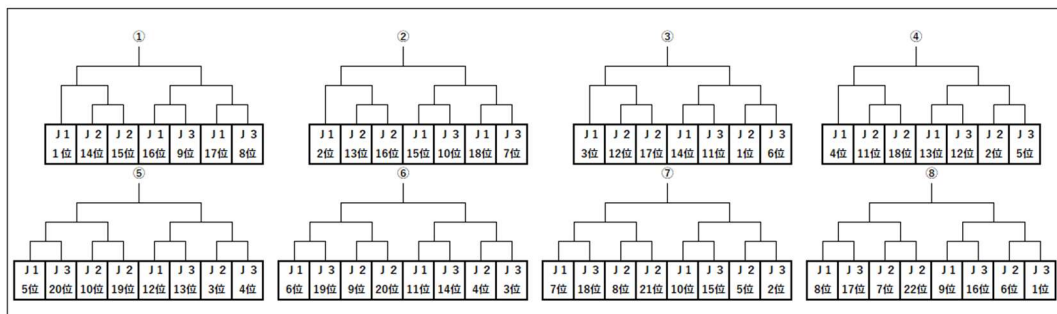 ① ② ③ ④
J1 J2 J2 J1 J3 J1 J3 J1 J2 J2 J1 J3 J1 J3 J1 J2 J2 J1 J3 J2 J3 J1 J2 J2 J1 J3 J2 J3
1位 14位 15位 16位 9位 17位 8位 2位 13位 16位 15位 10位 18位 7位 3位 12位 17位 14位 11位 1位 6位 4位 11位 18位 13位 12位 2位 5位
⑤ ⑥ ⑦ ⑧
J1 J3 J2 J2 J1 J3 J2 J3 J1 J3 J2 J2 J1 J3 J2 J3 J1 J3 J2 J2 J1 J3 J2 J3 J1 J3 J2 J2 J1 J3 J2 J3
5位 20位 10位 19位 12位 13位 3位 4位 6位 19位 9位 20位 11位 14位 4位 3位 7位 18位 8位 21位 10位 15位 5位 2位 8位 17位 7位 22位 9位 16位 6位 1位